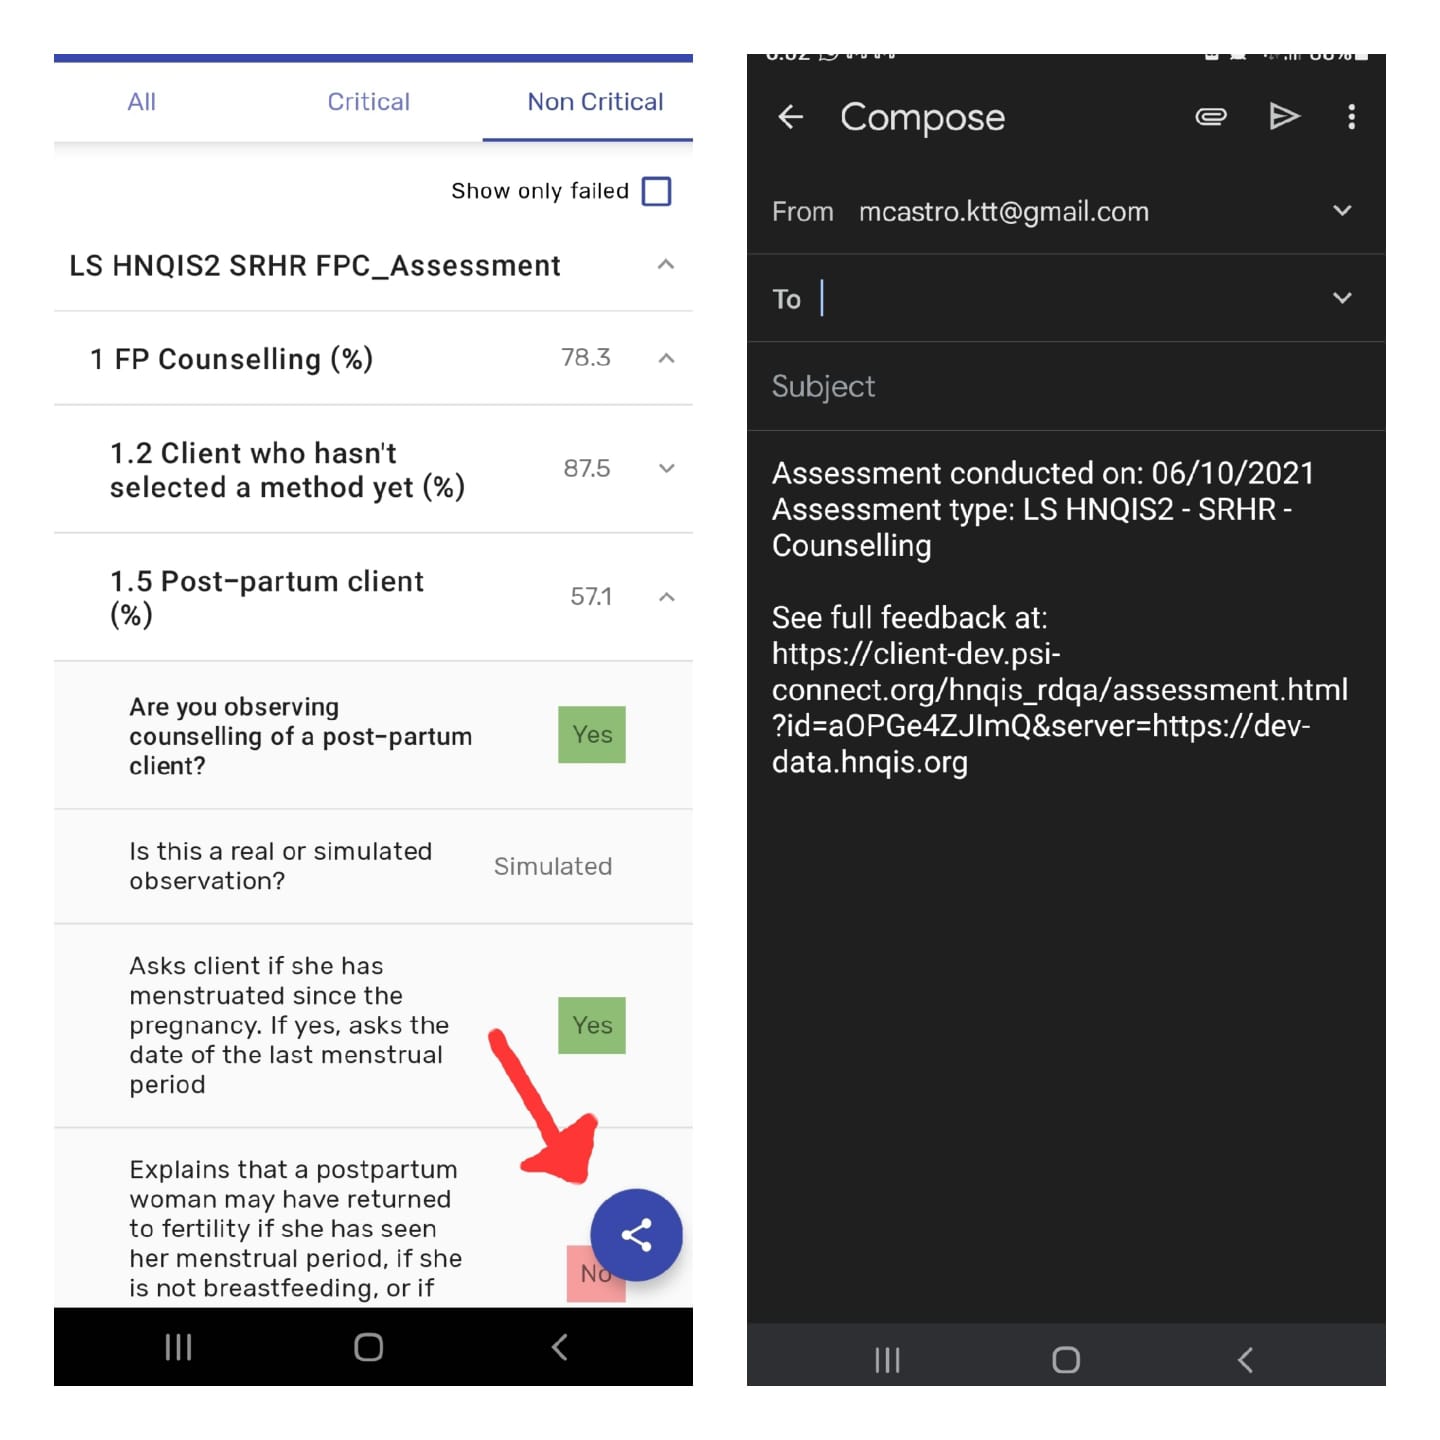 All Critical Non Critical
Show only failed
LS HNQIS2 SRHR FPC_Assessment
1 FP Counselling (%) 78.3
1.2 Client who hasn't
selected a method yet (%) 87.5
1.5 Post-partum client
(%) 57.1
Are you observing
counselling of a post-partum
client?
Yes
Is this a real or simulated
observation?
Simulated
Asks client if she has
menstruated since the
pregnancy. If yes, asks the
date of the last menstrual
period
Yes
Explains that a postpartum
woman may have returned
to fertility if she has seen
her menstrual period, if she
is not breastfeeding, or if
No
Compose
From mcastro.ktt@gmail.com
To
Subject
Assessment conducted on: 06/10/2021
Assessment type: LS HNQIS2 - SRHR -
Counselling
See full feedback at:
https://client-dev.psi-
connect.org/hnqis_rdqa/assessment.html
?id=aOPGe4ZJImQ&server=https://dev-
data.hnqis.org